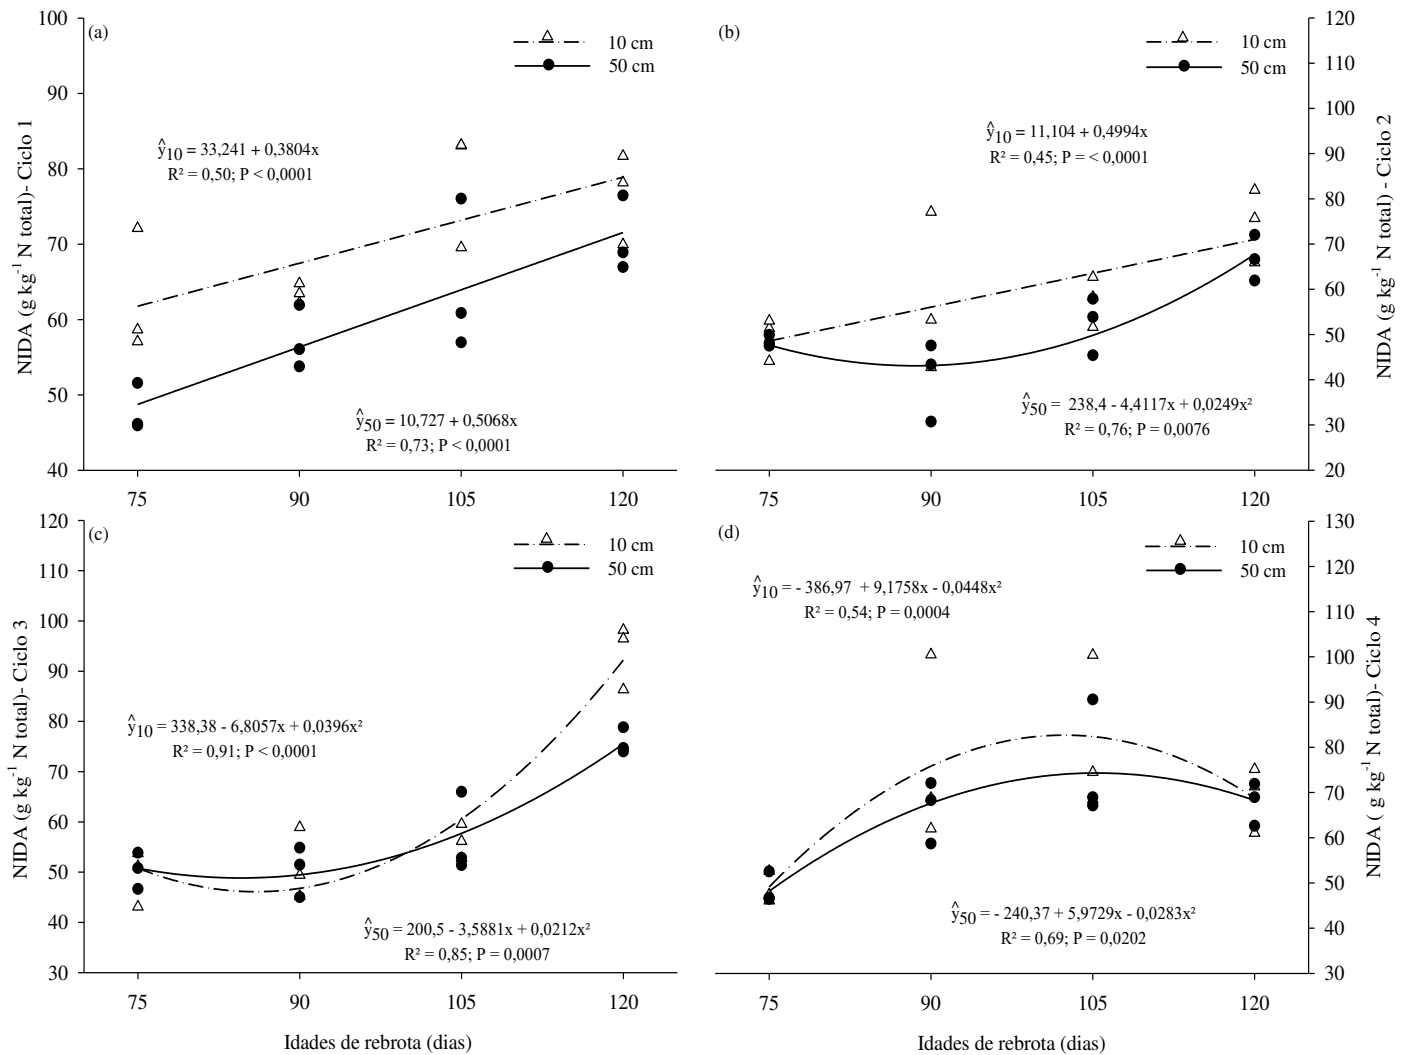 (a)
10 cm
50 cm
ŷ10 = 33,241 + 0,3804x
R² = 0,50; P < 0,0001
ŷ50 = 10,727 + 0,5068x
R² = 0,73; P < 0,0001
NIDA (g kg⁻¹ N total)- Ciclo 1
100
90
80
70
60
50
40
75 90 105 120
(b)
10 cm
50 cm
ŷ10 = 11,104 + 0,4994x
R² = 0,45; P = < 0,0001
ŷ50 = 238,4 - 4,4117x + 0,0249x²
R² = 0,76; P = 0,0076
NIDA (g kg⁻¹ N total) - Ciclo 2
120
110
100
90
80
70
60
50
40
30
20
75 90 105 120
(c)
10 cm
50 cm
ŷ10 = 338,38 - 6,8057x + 0,0396x²
R² = 0,91; P < 0,0001
ŷ50 = 200,5 - 3,5881x + 0,0212x²
R² = 0,85; P = 0,0007
NIDA (g kg⁻¹ N total)- Ciclo 3
120
110
100
90
80
70
60
50
40
30
75 90 105 120
Idades de rebrota (dias)
(d)
10 cm
50 cm
ŷ10 = - 386,97 + 9,1758x - 0,0448x²
R² = 0,54; P = 0,0004
ŷ50 = - 240,37 + 5,9729x - 0,0283x²
R² = 0,69; P = 0,0202
NIDA ( g kg⁻¹ N total)- Ciclo 4
130
120
110
100
90
80
70
60
50
40
30
75 90 105 120
Idades de rebrota (dias)